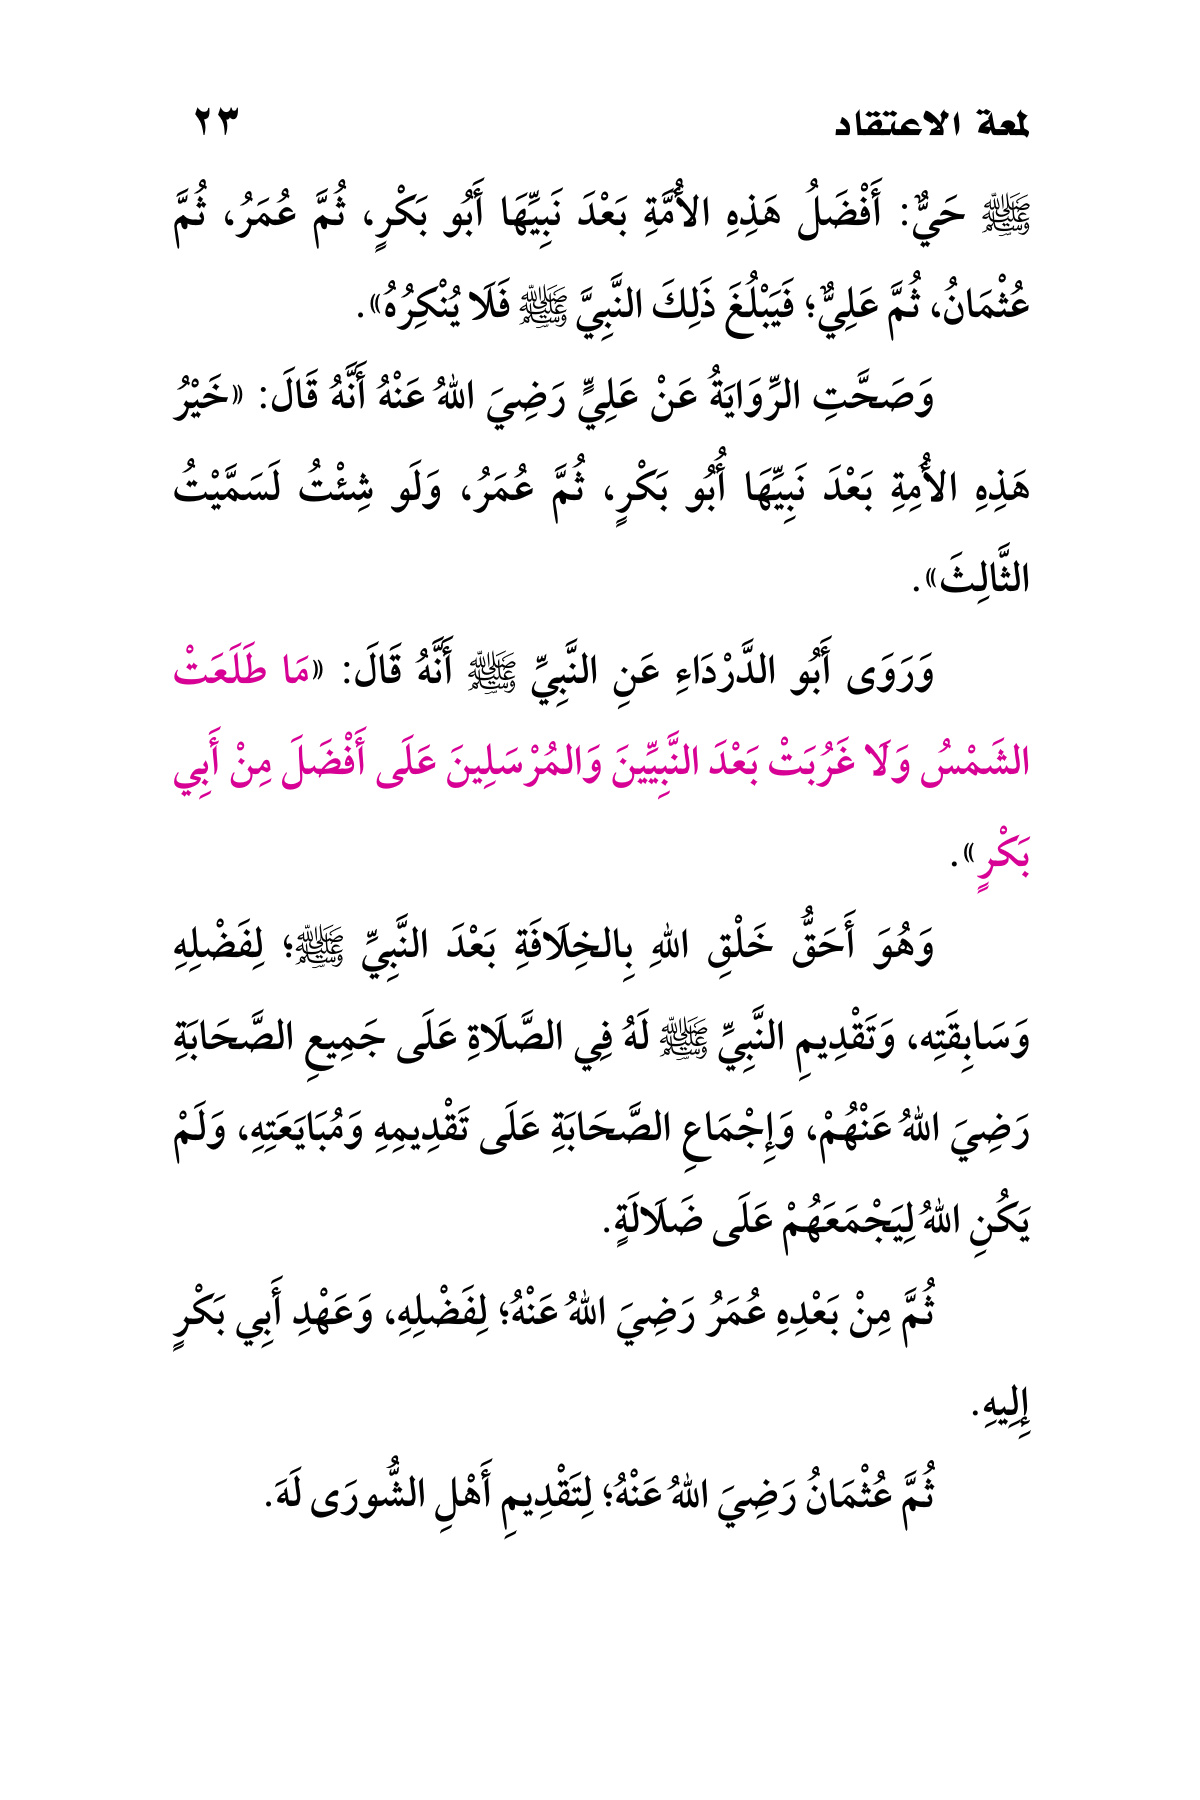 لمعة الاعتقاد ٢٣
ﷺ حَيٌّ: أَفْضَلُ هَذِهِ الأُمَّةِ بَعْدَ نَبِيِّهَا أَبُو بَكْرٍ، ثُمَّ عُمَرُ، ثُمَّ
عُثْمَانُ، ثُمَّ عَلِيٌّ؛ فَيَبْلُغَ ذَلِكَ النَّبِيَّ ﷺ فَلَا يُنْكِرُهُ».
وَصَحَّتِ الرِّوَايَةُ عَنْ عَلِيٍّ رَضِيَ اللهُ عَنْهُ أَنَّهُ قَالَ: «خَيْرُ
هَذِهِ الأُمِةِ بَعْدَ نَبِيِّهَا أُبُو بَكْرٍ، ثُمَّ عُمَرُ، وَلَو شِئْتُ لَسَمَّيْتُ
الثَّالِثَ».
وَرَوَى أَبُو الدَّرْدَاءِ عَنِ النَّبِيِّ ﷺ أَنَّهُ قَالَ: «مَا طَلَعَتْ
الشَمْسُ وَلَا غَرُبَتْ بَعْدَ النَّبِيِّينَ وَالمُرْسَلِينَ عَلَى أَفْضَلَ مِنْ أَبِي
بَكْرٍ».
وَهُوَ أَحَقُّ خَلْقِ اللهِ بِالخِلَافَةِ بَعْدَ النَّبِيِّ ﷺ؛ لِفَضْلِهِ
وَسَابِقَتِه، وَتَقْدِيمِ النَّبِيِّ ﷺ لَهُ فِي الصَّلَاةِ عَلَى جَمِيعِ الصَّحَابَةِ
رَضِيَ اللهُ عَنْهُمْ، وَإِجْمَاعِ الصَّحَابَةِ عَلَى تَقْدِيمِهِ وَمُبَايَعَتِهِ، وَلَمْ
يَكُنِ اللهُ لِيَجْمَعَهُمْ عَلَى ضَلَالَةٍ.
ثُمَّ مِنْ بَعْدِهِ عُمَرُ رَضِيَ اللهُ عَنْهُ؛ لِفَضْلِهِ، وَعَهْدِ أَبِي بَكْرٍ
إِلِيهِ.
ثُمَّ عُثْمَانُ رَضِيَ اللهُ عَنْهُ؛ لِتَقْدِيمِ أَهْلِ الشُّورَى لَهَ.